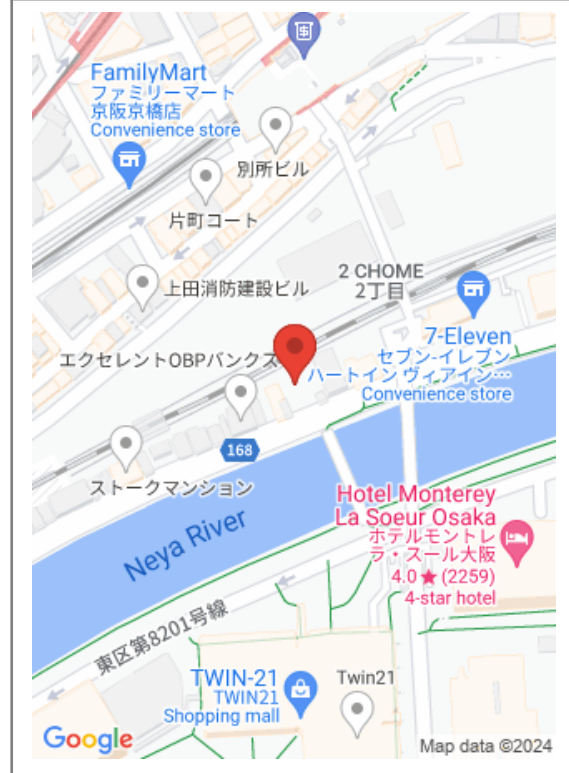 FamilyMart
ファミリーマート
京阪京橋店
Convenience store
別所ビル
片町コート
2 CHOME
2丁目
上田消防建設ビル
7-Eleven
セブン-イレブン
ハートイン ヴィアイン…
Convenience store
エクセレントOBPバンクス
168
ストークマンション
Hotel Monterey
La Soeur Osaka
ホテルモントレ
ラ・スール大阪
4.0★(2259)
4-star hotel
Neya River
東区第8201号線
TWIN-21
TWIN21
Shopping mall
Twin21
Google
Map data ©2024